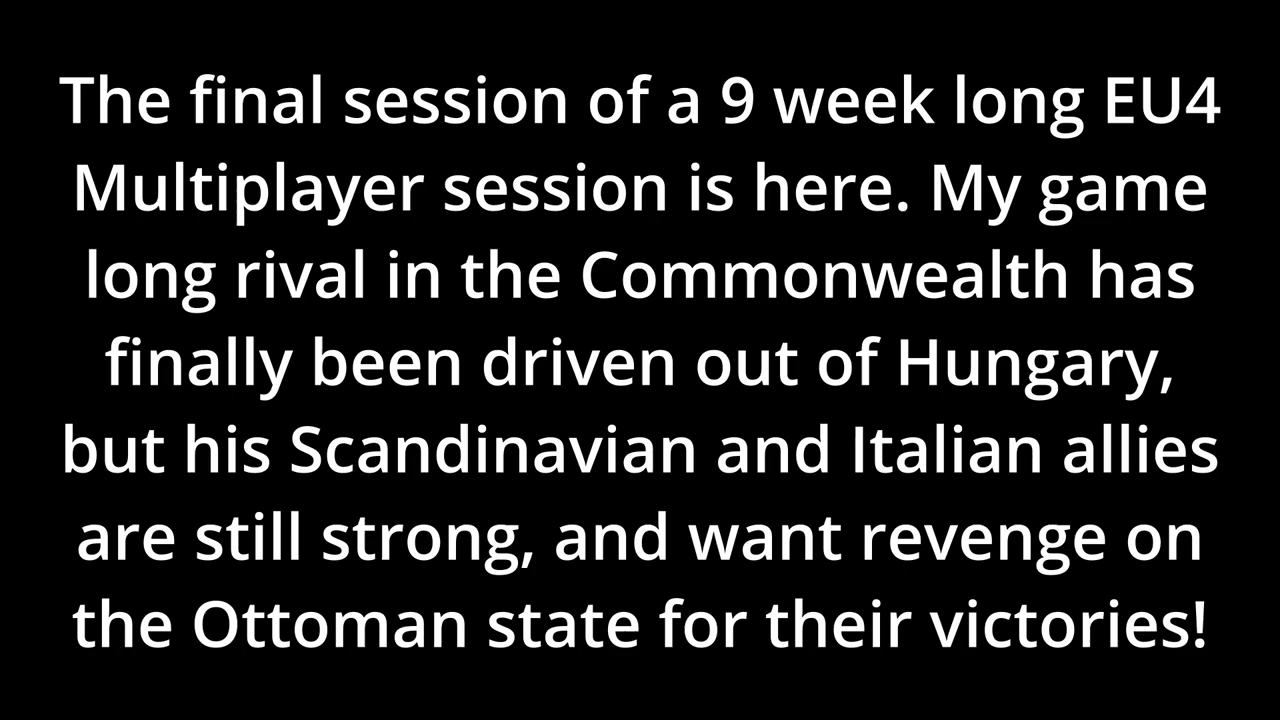 The final session of a 9 week long EU4
Multiplayer session is here. My game
long rival in the Commonwealth has
finally been driven out of Hungary,
but his Scandinavian and Italian allies
are still strong, and want revenge on
the Ottoman state for their victories!